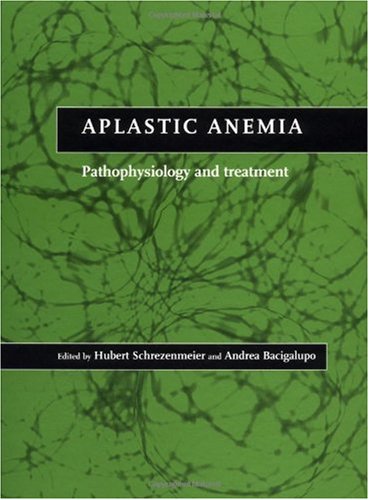 APLASTIC ANEMIA
Pathophysiology and treatment
Edited by Hubert Schrezenmeier and Andrea Bacigalupo